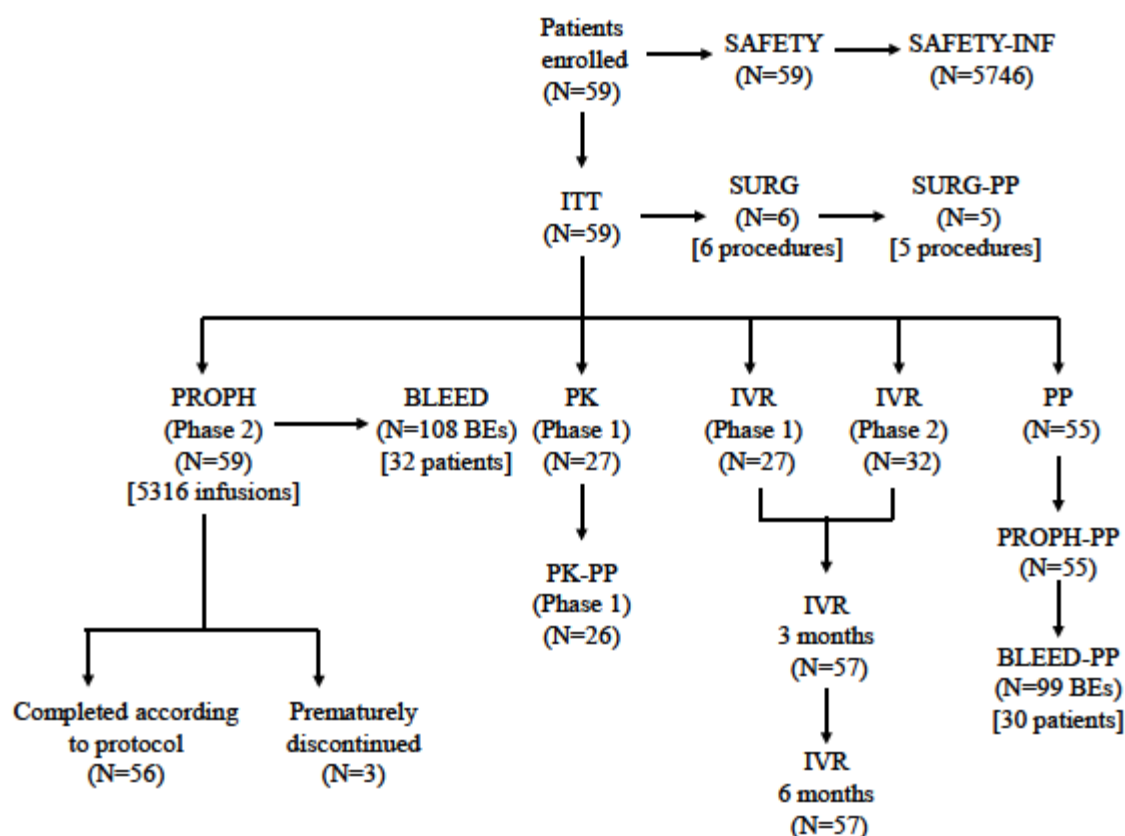 Patients
enrolled
(N=59)
SAFETY
(N=59)
SAFETY-INF
(N=5746)
ITT
(N=59)
SURG
(N=6)
[6 procedures]
SURG-PP
(N=5)
[5 procedures]
PROPH
(Phase 2)
(N=59)
[5316 infusions]
BLEED
(N=108 BEs)
[32 patients]
PK
(Phase 1)
(N=27)
IVR
(Phase 1)
(N=27)
IVR
(Phase 2)
(N=32)
PP
(N=55)
PK-PP
(Phase 1)
(N=26)
PROPH-PP
(N=55)
IVR
3 months
(N=57)
BLEED-PP
(N=99 BEs)
[30 patients]
Completed according
to protocol
(N=56)
Prematurely
discontinued
(N=3)
IVR
6 months
(N=57)